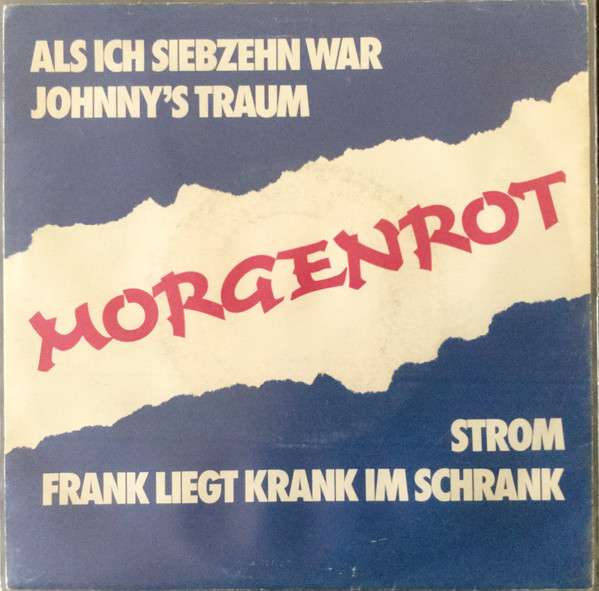 ALS ICH SIEBZEHN WAR
JOHNNY'S TRAUM
MORGENROT
STROM
FRANK LIEGT KRANK IM SCHRANK